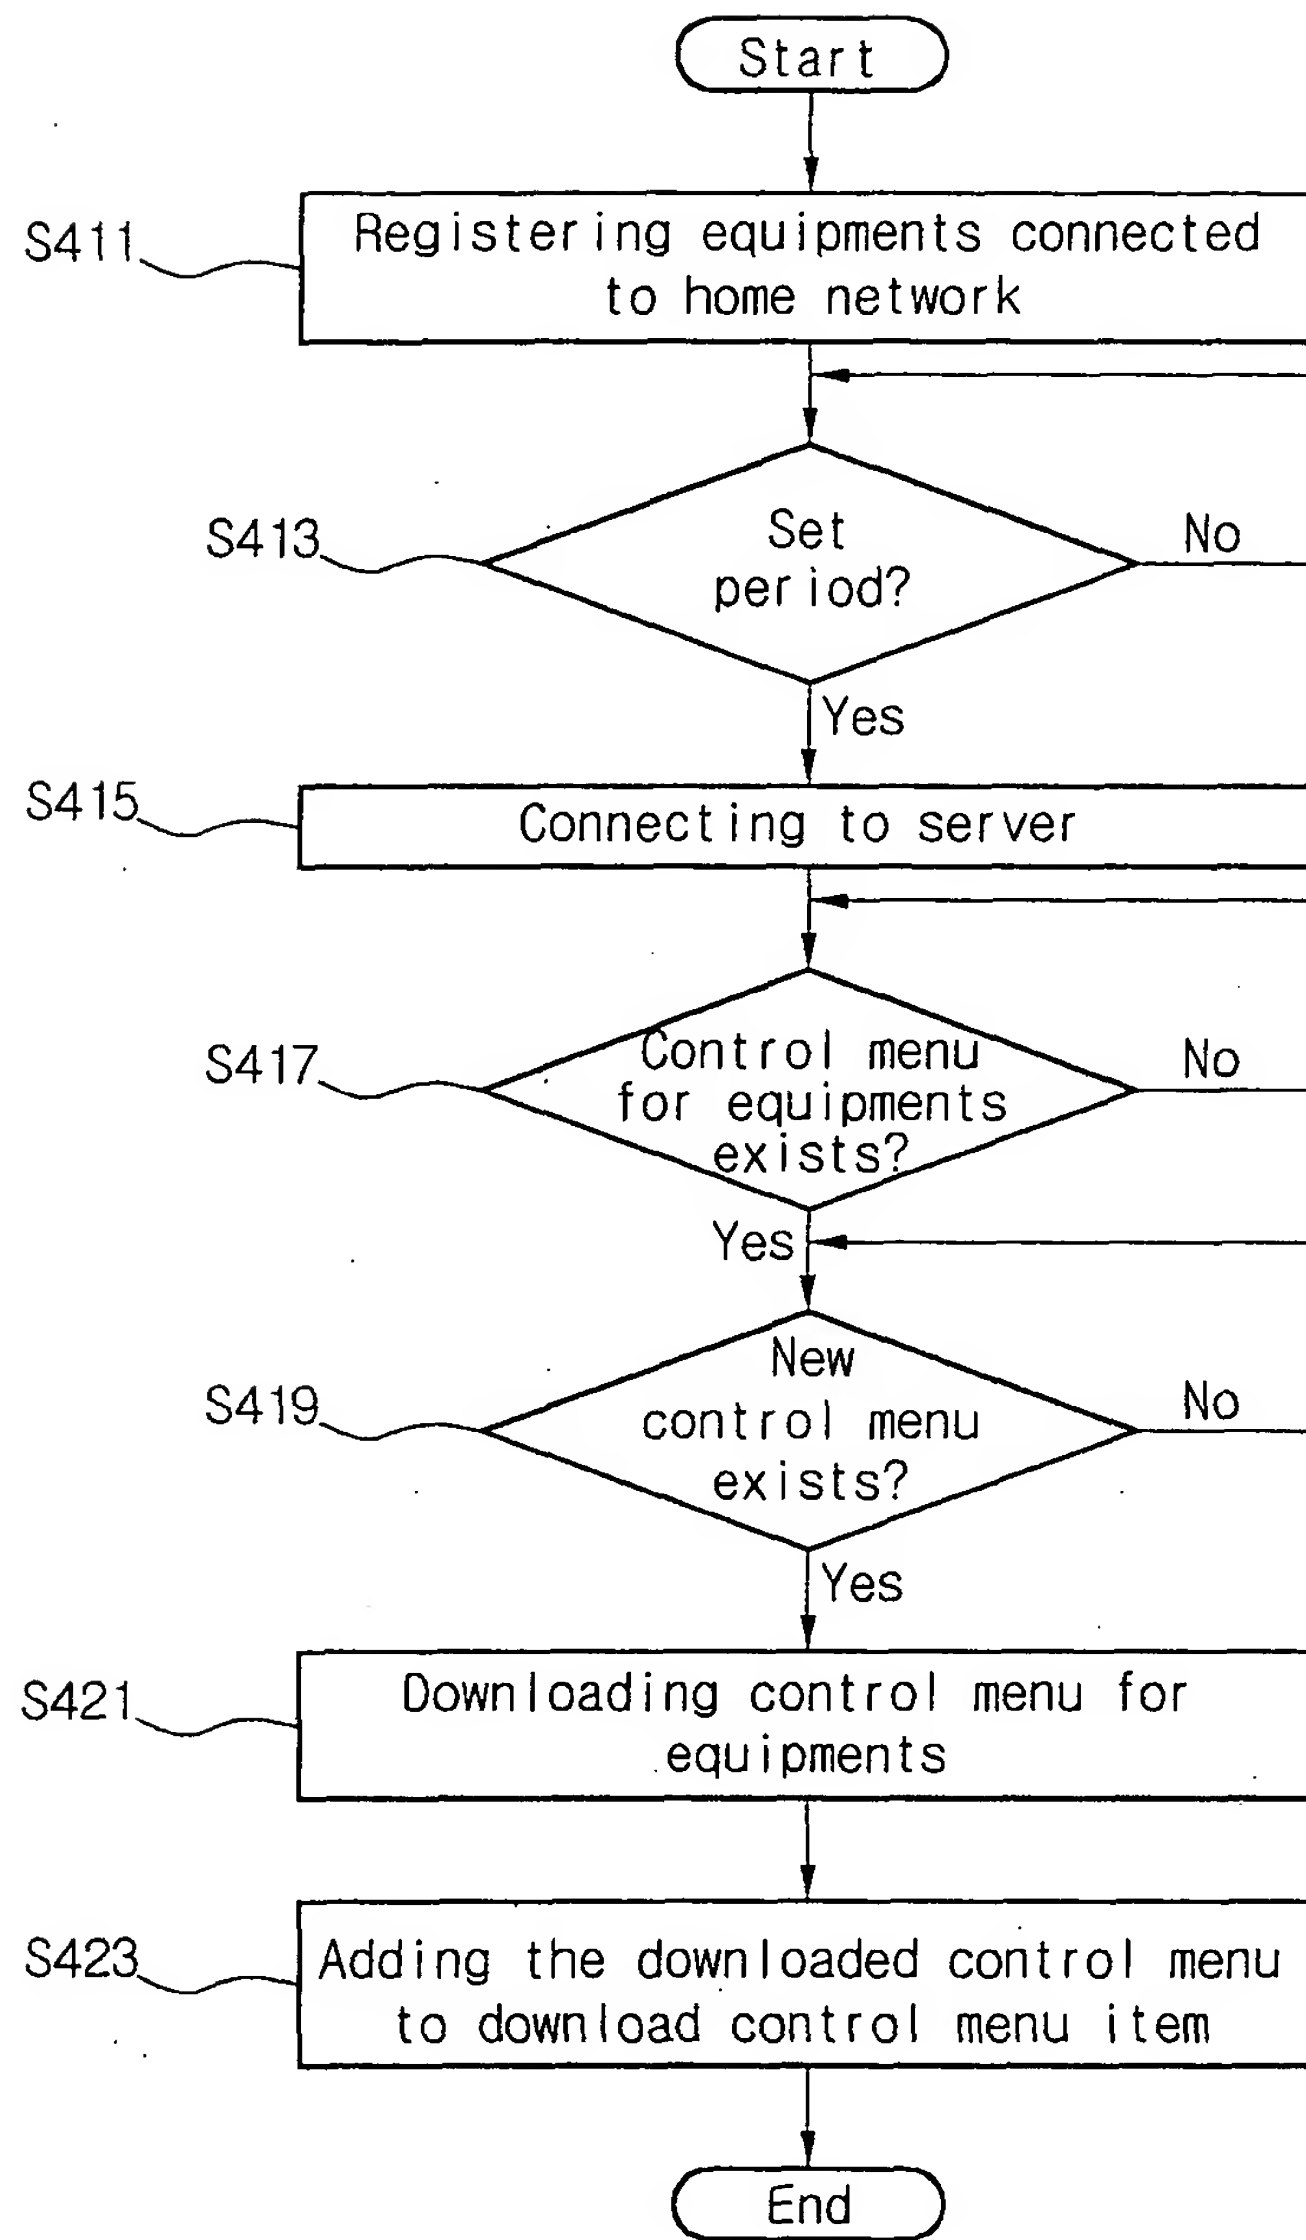 Start
S411
Registering equipments connected
to home network
S413
Set
period?
No
Yes
S415
Connecting to server
S417
Control menu
for equipments
exists?
No
Yes
S419
New
control menu
exists?
No
Yes
S421
Downloading control menu for
equipments
S423
Adding the downloaded control menu
to download control menu item
End